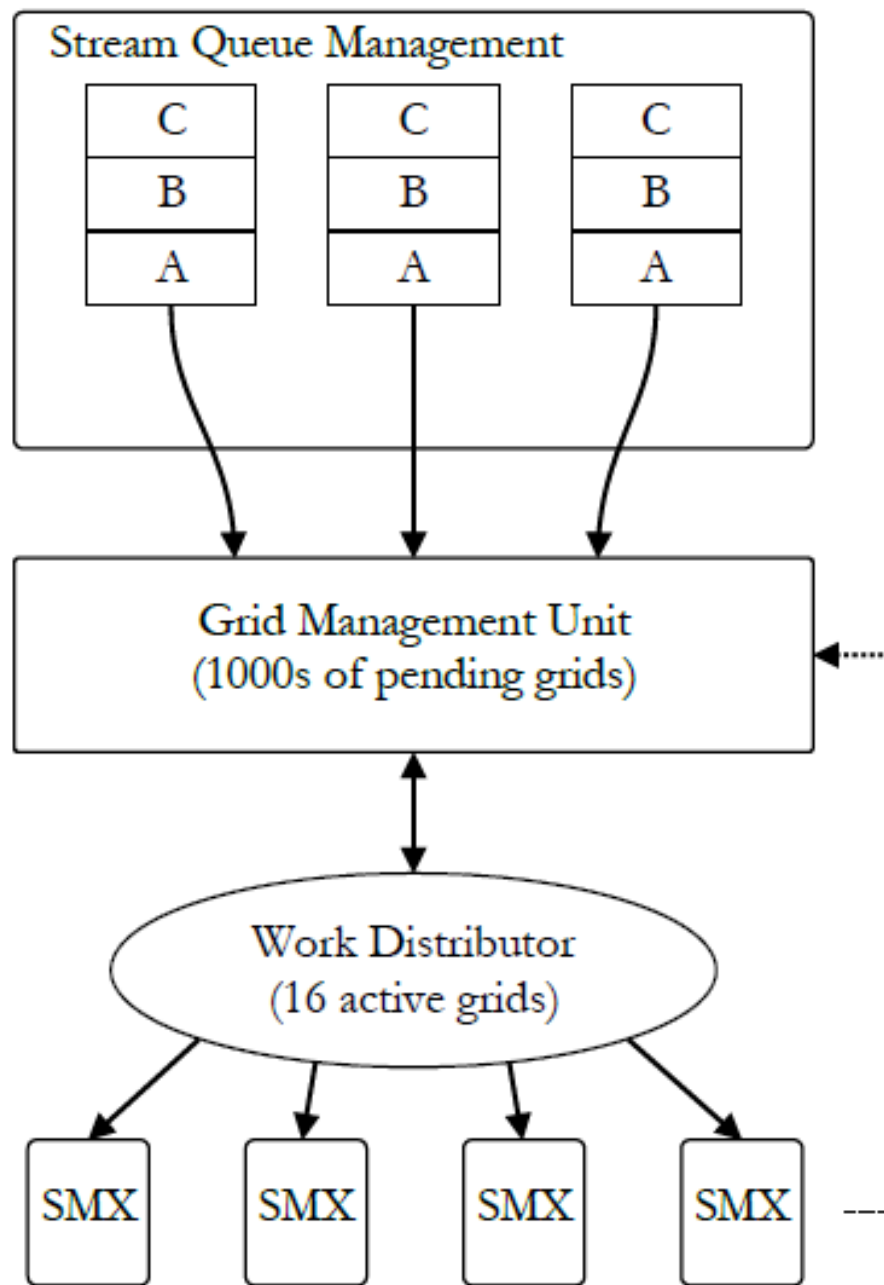 Stream Queue Management
C C C
B B B
A A A
Grid Management Unit
(1000s of pending grids)
Work Distributor
(16 active grids)
SMX SMX SMX SMX